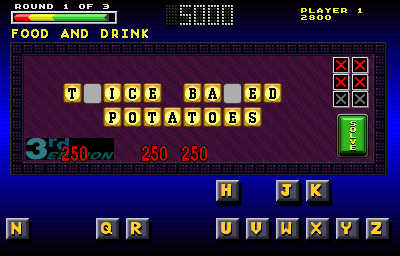 ROUND 1 OF 3
5000
PLAYER 1
2800
FOOD AND DRINK
T ICE BA ED
POTATOES
SOLVE
3rd EDITION
250 250 250
H J K
N Q R U V W X Y Z